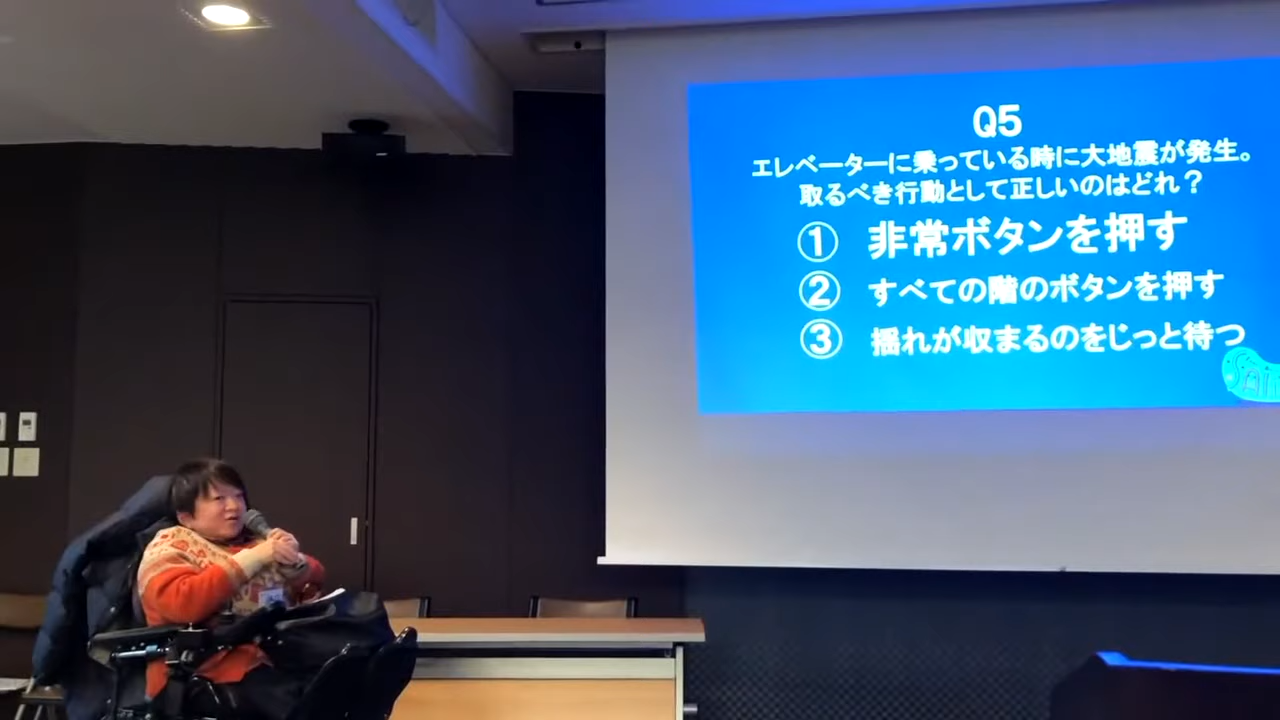 Q5
エレベーターに乗っている時に大地震が発生。
取るべき行動として正しいのはどれ？
① 非常ボタンを押す
② すべての階のボタンを押す
③ 揺れが収まるのをじっと待つ